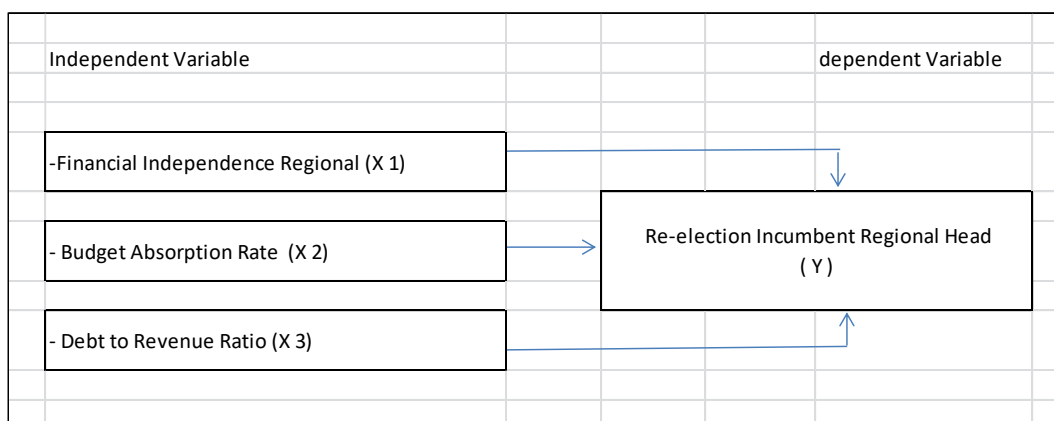 Independent Variable
dependent Variable
-Financial Independence Regional (X 1)
- Budget Absorption Rate  (X 2)
Re-election Incumbent Regional Head
( Y )
- Debt to Revenue Ratio (X 3)